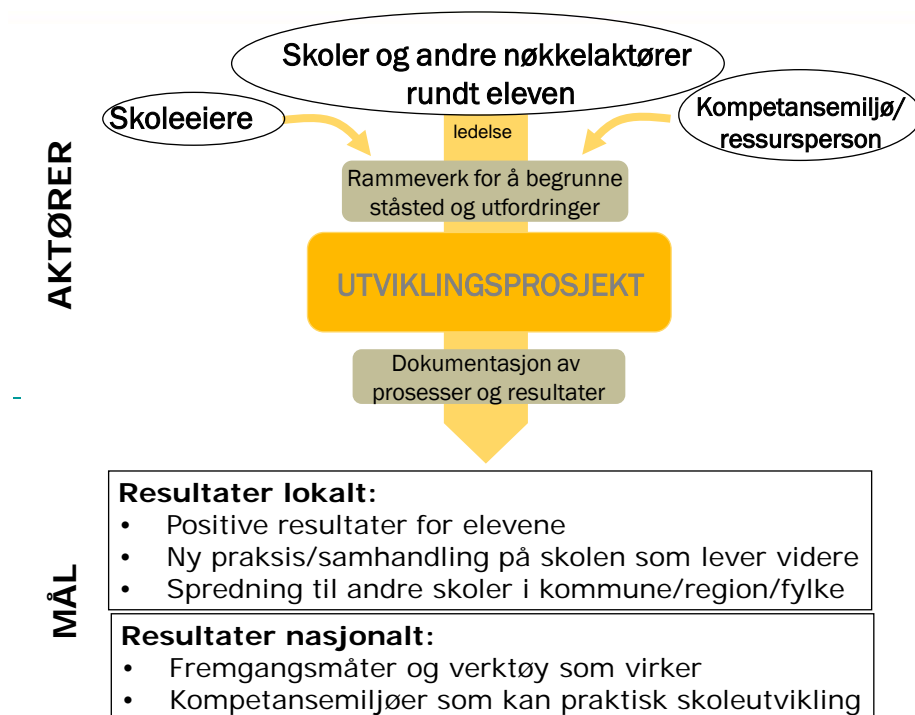 Skoler og andre nøkkelaktører
rundt eleven
Skoleeiere
Kompetansemiljø/
ressursperson
ledelse
Rammeverk for å begrunne
ståsted og utfordringer
AKTØRER
UTVIKLINGSPROSJEKT
Dokumentasjon av
prosesser og resultater
MÅL
Resultater lokalt:
• Positive resultater for elevene
• Ny praksis/samhandling på skolen som lever videre
• Spredning til andre skoler i kommune/region/fylke
Resultater nasjonalt:
• Fremgangsmåter og verktøy som virker
• Kompetansemiljøer som kan praktisk skoleutvikling